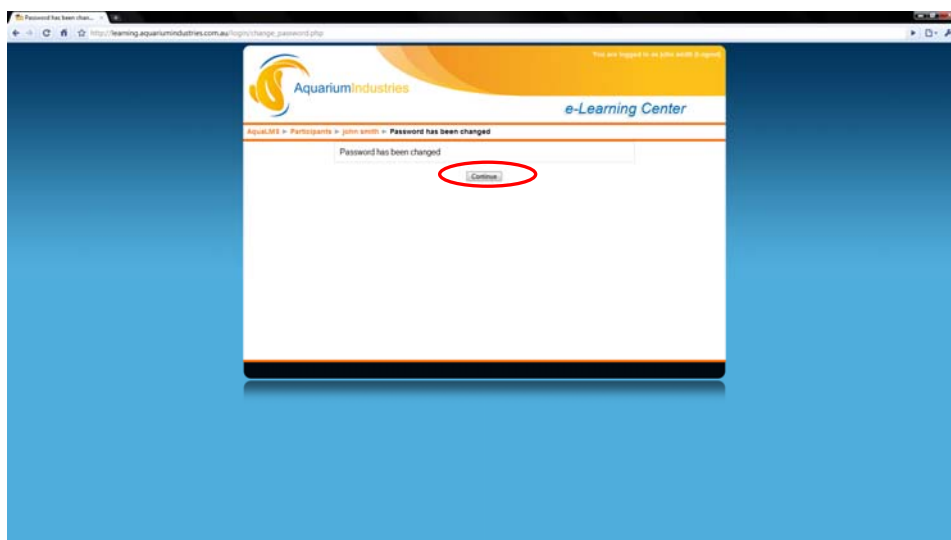 Password has been chan...
http://learning.aquariumindustries.com.au/login/change_password.php
You are logged in as john smith (Logout)
AquariumIndustries
e-Learning Center
AquaLMS ► Participants ► john smith ► Password has been changed
Password has been changed
Continue